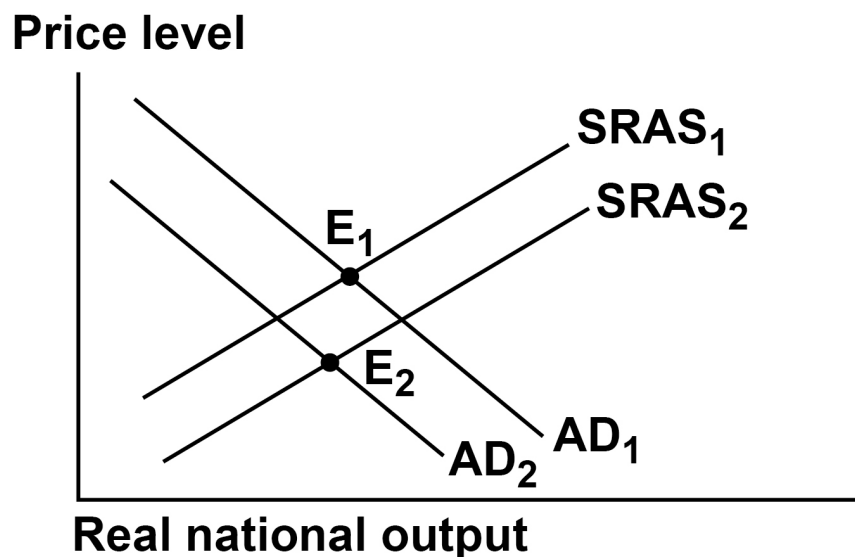 Price level
SRAS₁
SRAS₂
E₁
E₂
AD₁
AD₂
Real national output